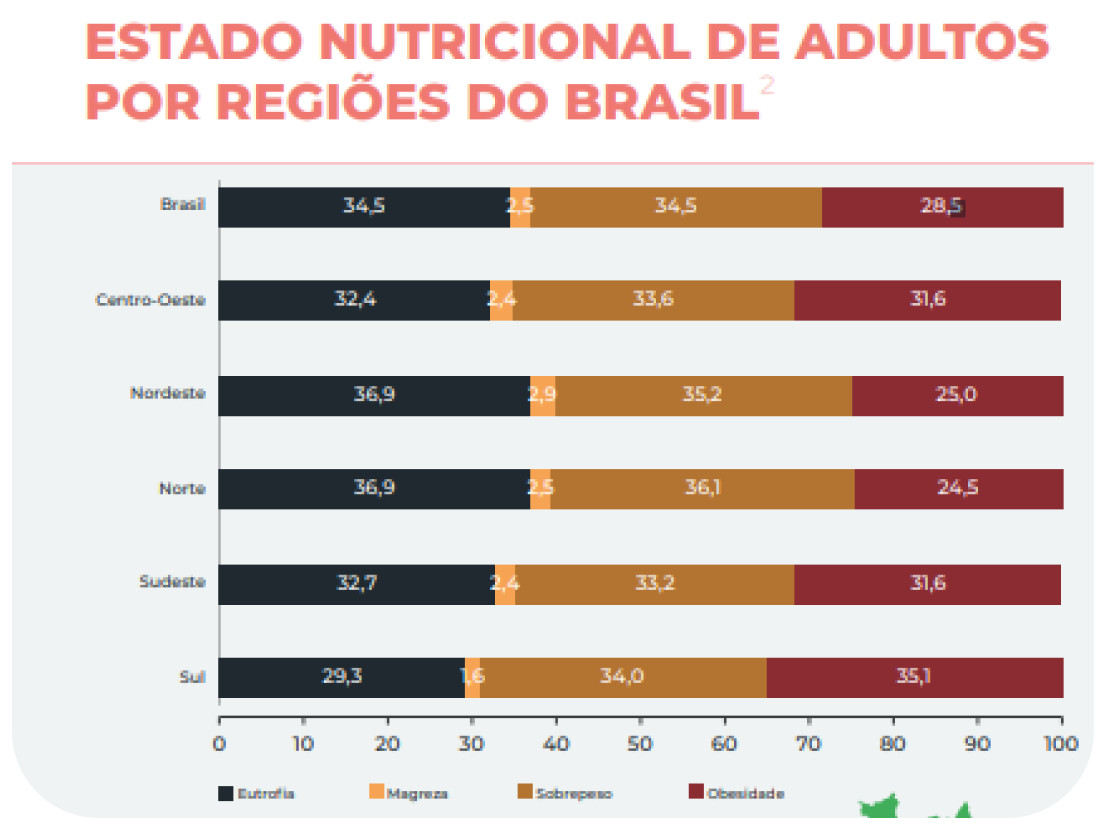 ESTADO NUTRICIONAL DE ADULTOS
POR REGIÕES DO BRASIL²
Brasil 34,5 2,5 34,5 28,5
Centro-Oeste 32,4 2,4 33,6 31,6
Nordeste 36,9 2,9 35,2 25,0
Norte 36,9 2,5 36,1 24,5
Sudeste 32,7 2,4 33,2 31,6
Sul 29,3 1,6 34,0 35,1
0 10 20 30 40 50 60 70 80 90 100
Eutrofia Magreza Sobrepeso Obesidade